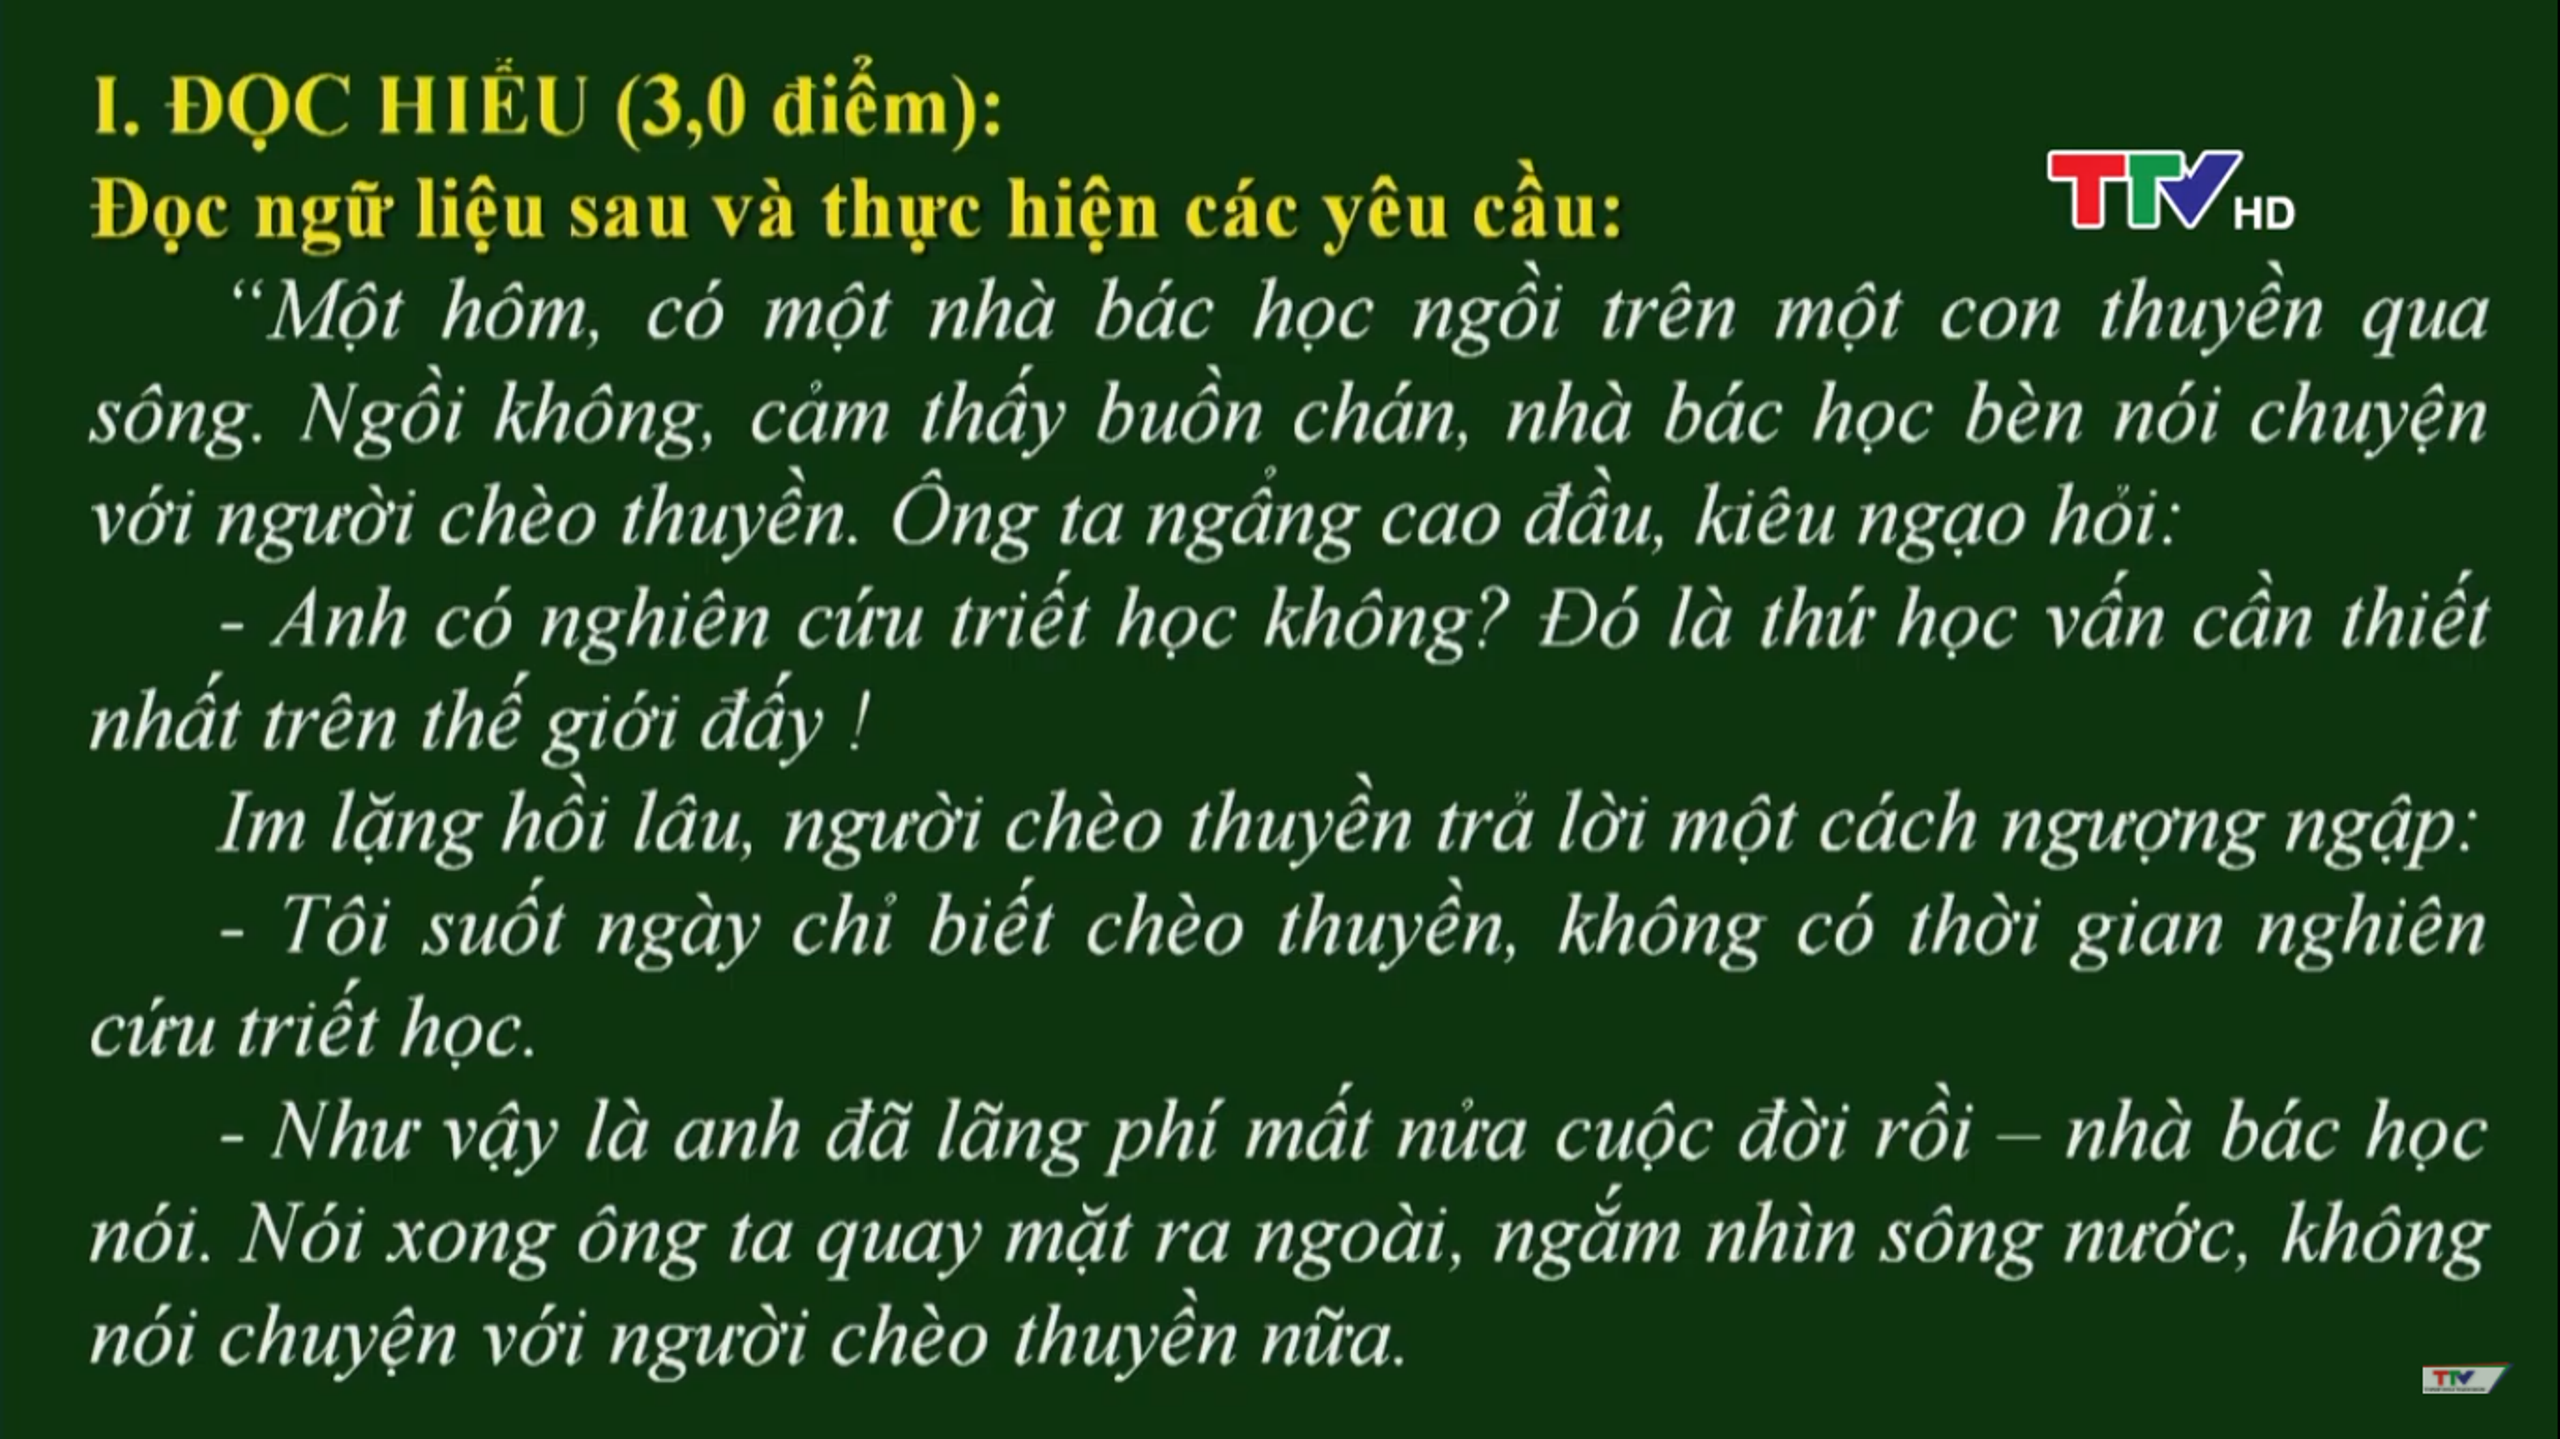 I. ĐỌC HIỂU (3,0 điểm):
Đọc ngữ liệu sau và thực hiện các yêu cầu:
TTV HD
“Một hôm, có một nhà bác học ngồi trên một con thuyền qua
sông. Ngồi không, cảm thấy buồn chán, nhà bác học bèn nói chuyện
với người chèo thuyền. Ông ta ngẩng cao đầu, kiêu ngạo hỏi:
- Anh có nghiên cứu triết học không? Đó là thứ học vấn cần thiết
nhất trên thế giới đấy !
Im lặng hồi lâu, người chèo thuyền trả lời một cách ngượng ngập:
- Tôi suốt ngày chỉ biết chèo thuyền, không có thời gian nghiên
cứu triết học.
- Như vậy là anh đã lãng phí mất nửa cuộc đời rồi – nhà bác học
nói. Nói xong ông ta quay mặt ra ngoài, ngắm nhìn sông nước, không
nói chuyện với người chèo thuyền nữa.
TTV